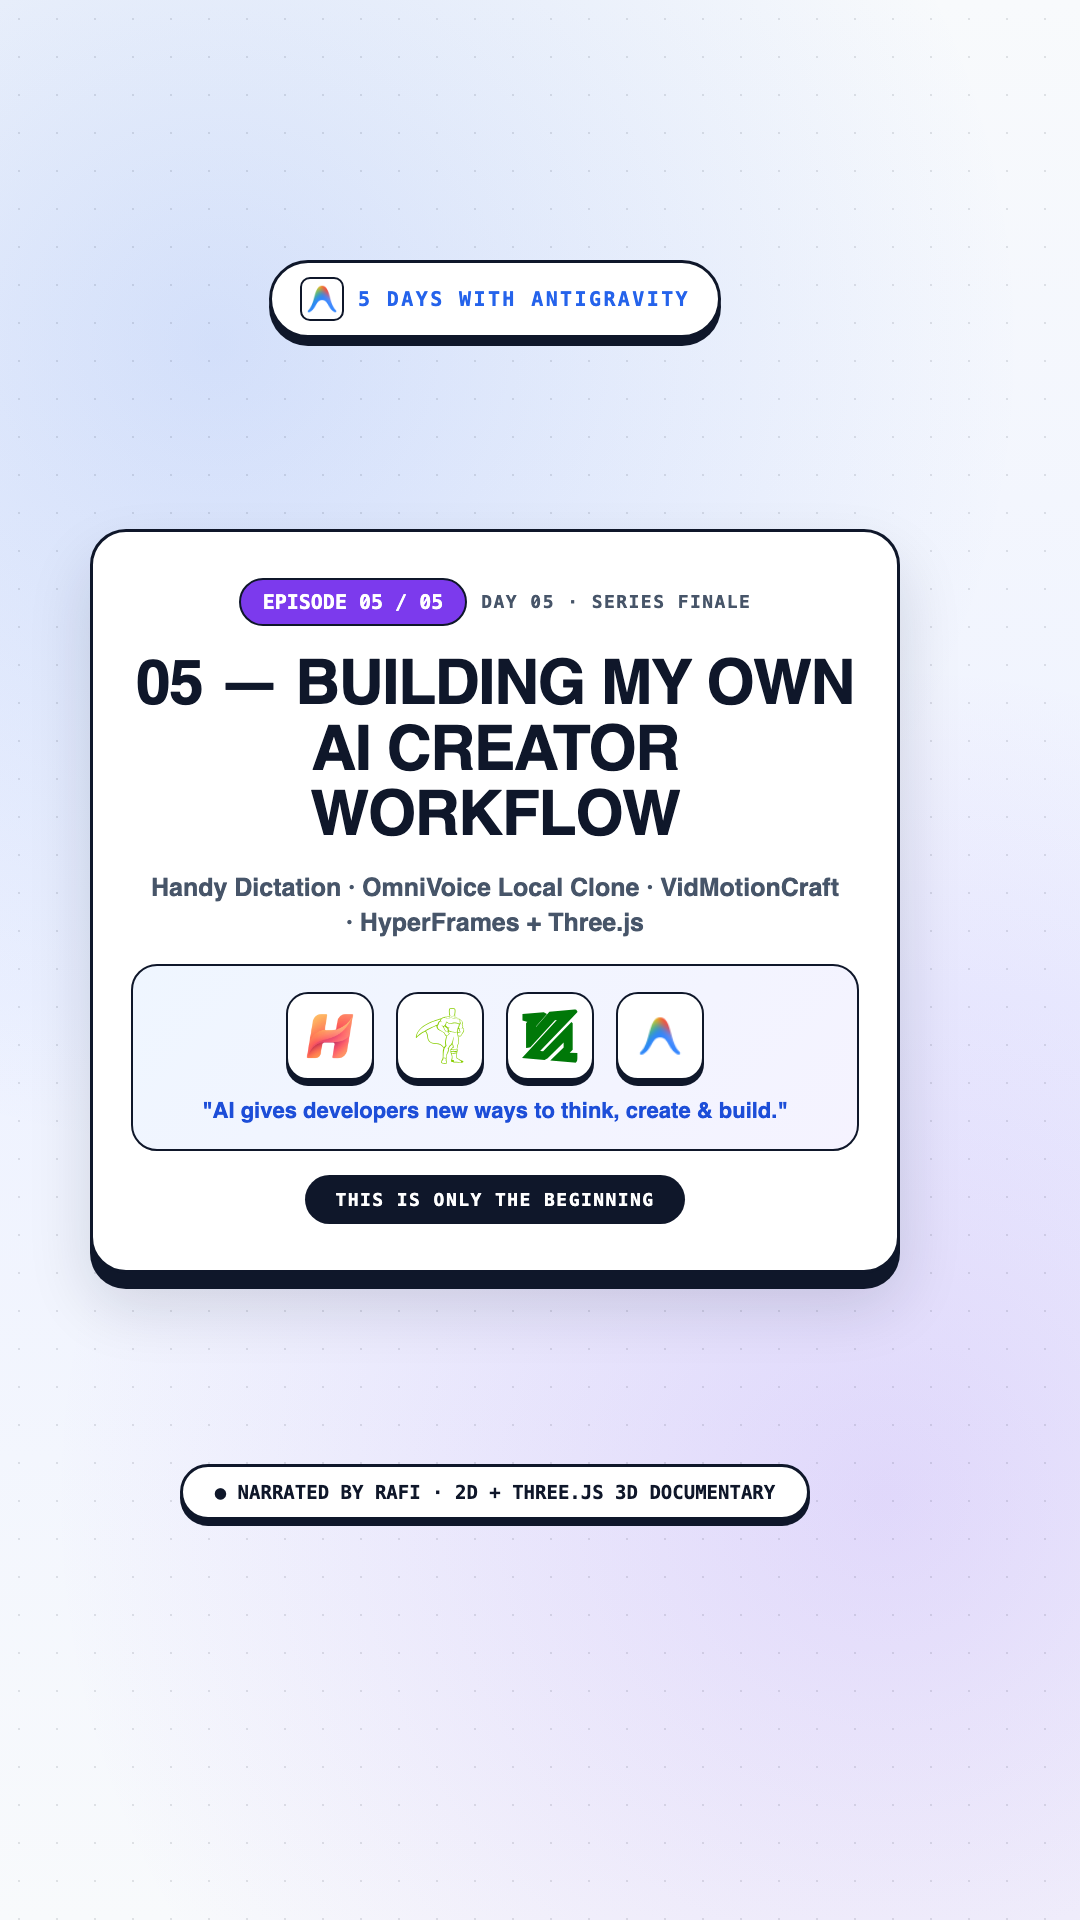 5 DAYS WITH ANTIGRAVITY
EPISODE 05 / 05
DAY 05 · SERIES FINALE
05 — BUILDING MY OWN
AI CREATOR
WORKFLOW
Handy Dictation · OmniVoice Local Clone · VidMotionCraft
· HyperFrames + Three.js
"AI gives developers new ways to think, create & build."
THIS IS ONLY THE BEGINNING
● NARRATED BY RAFI · 2D + THREE.JS 3D DOCUMENTARY